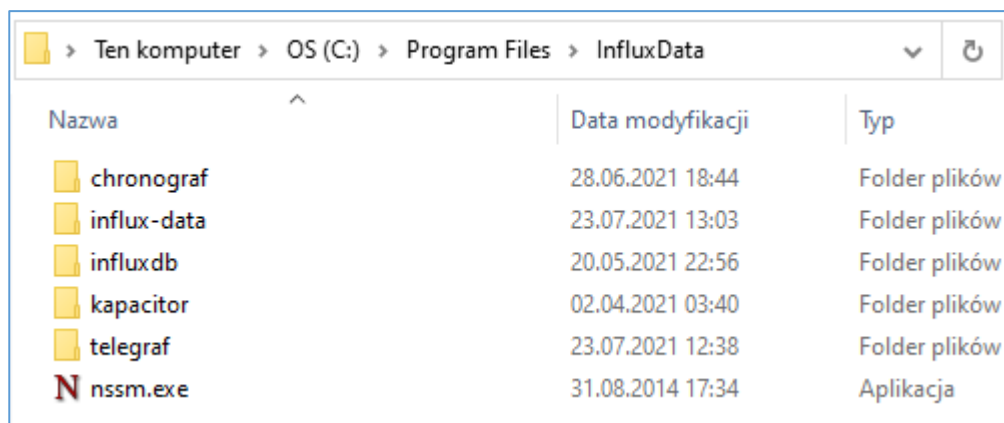 Ten komputer > OS (C:) > Program Files > InfluxData
Nazwa Data modyfikacji Typ
chronograf 28.06.2021 18:44 Folder plików
influx-data 23.07.2021 13:03 Folder plików
influxdb 20.05.2021 22:56 Folder plików
kapacitor 02.04.2021 03:40 Folder plików
telegraf 23.07.2021 12:38 Folder plików
N nssm.exe 31.08.2014 17:34 Aplikacja